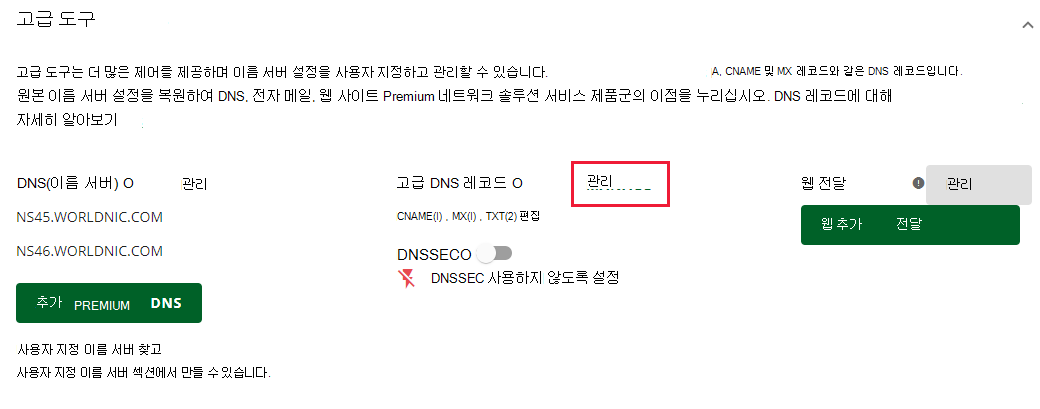 고급 도구
고급 도구는 더 많은 제어를 제공하며 이름 서버 설정을 사용자 지정하고 관리할 수 있습니다. A, CNAME 및 MX 레코드와 같은 DNS 레코드입니다.
원본 이름 서버 설정을 복원하여 DNS, 전자 메일, 웹 사이트 Premium 네트워크 솔루션 서비스 제품군의 이점을 누리십시오. DNS 레코드에 대해
자세히 알아보기
DNS(이름 서버) O 관리 고급 DNS 레코드 O 관리 웹 전달 관리
NS45.WORLDNIC.COM CNAME(I) , MX(I) , TXT(2) 편집 웹 추가 전달
NS46.WORLDNIC.COM DNSSECO
DNSSEC 사용하지 않도록 설정
추가 PREMIUM DNS
사용자 지정 이름 서버 찾고
사용자 지정 이름 서버 섹션에서 만들 수 있습니다.